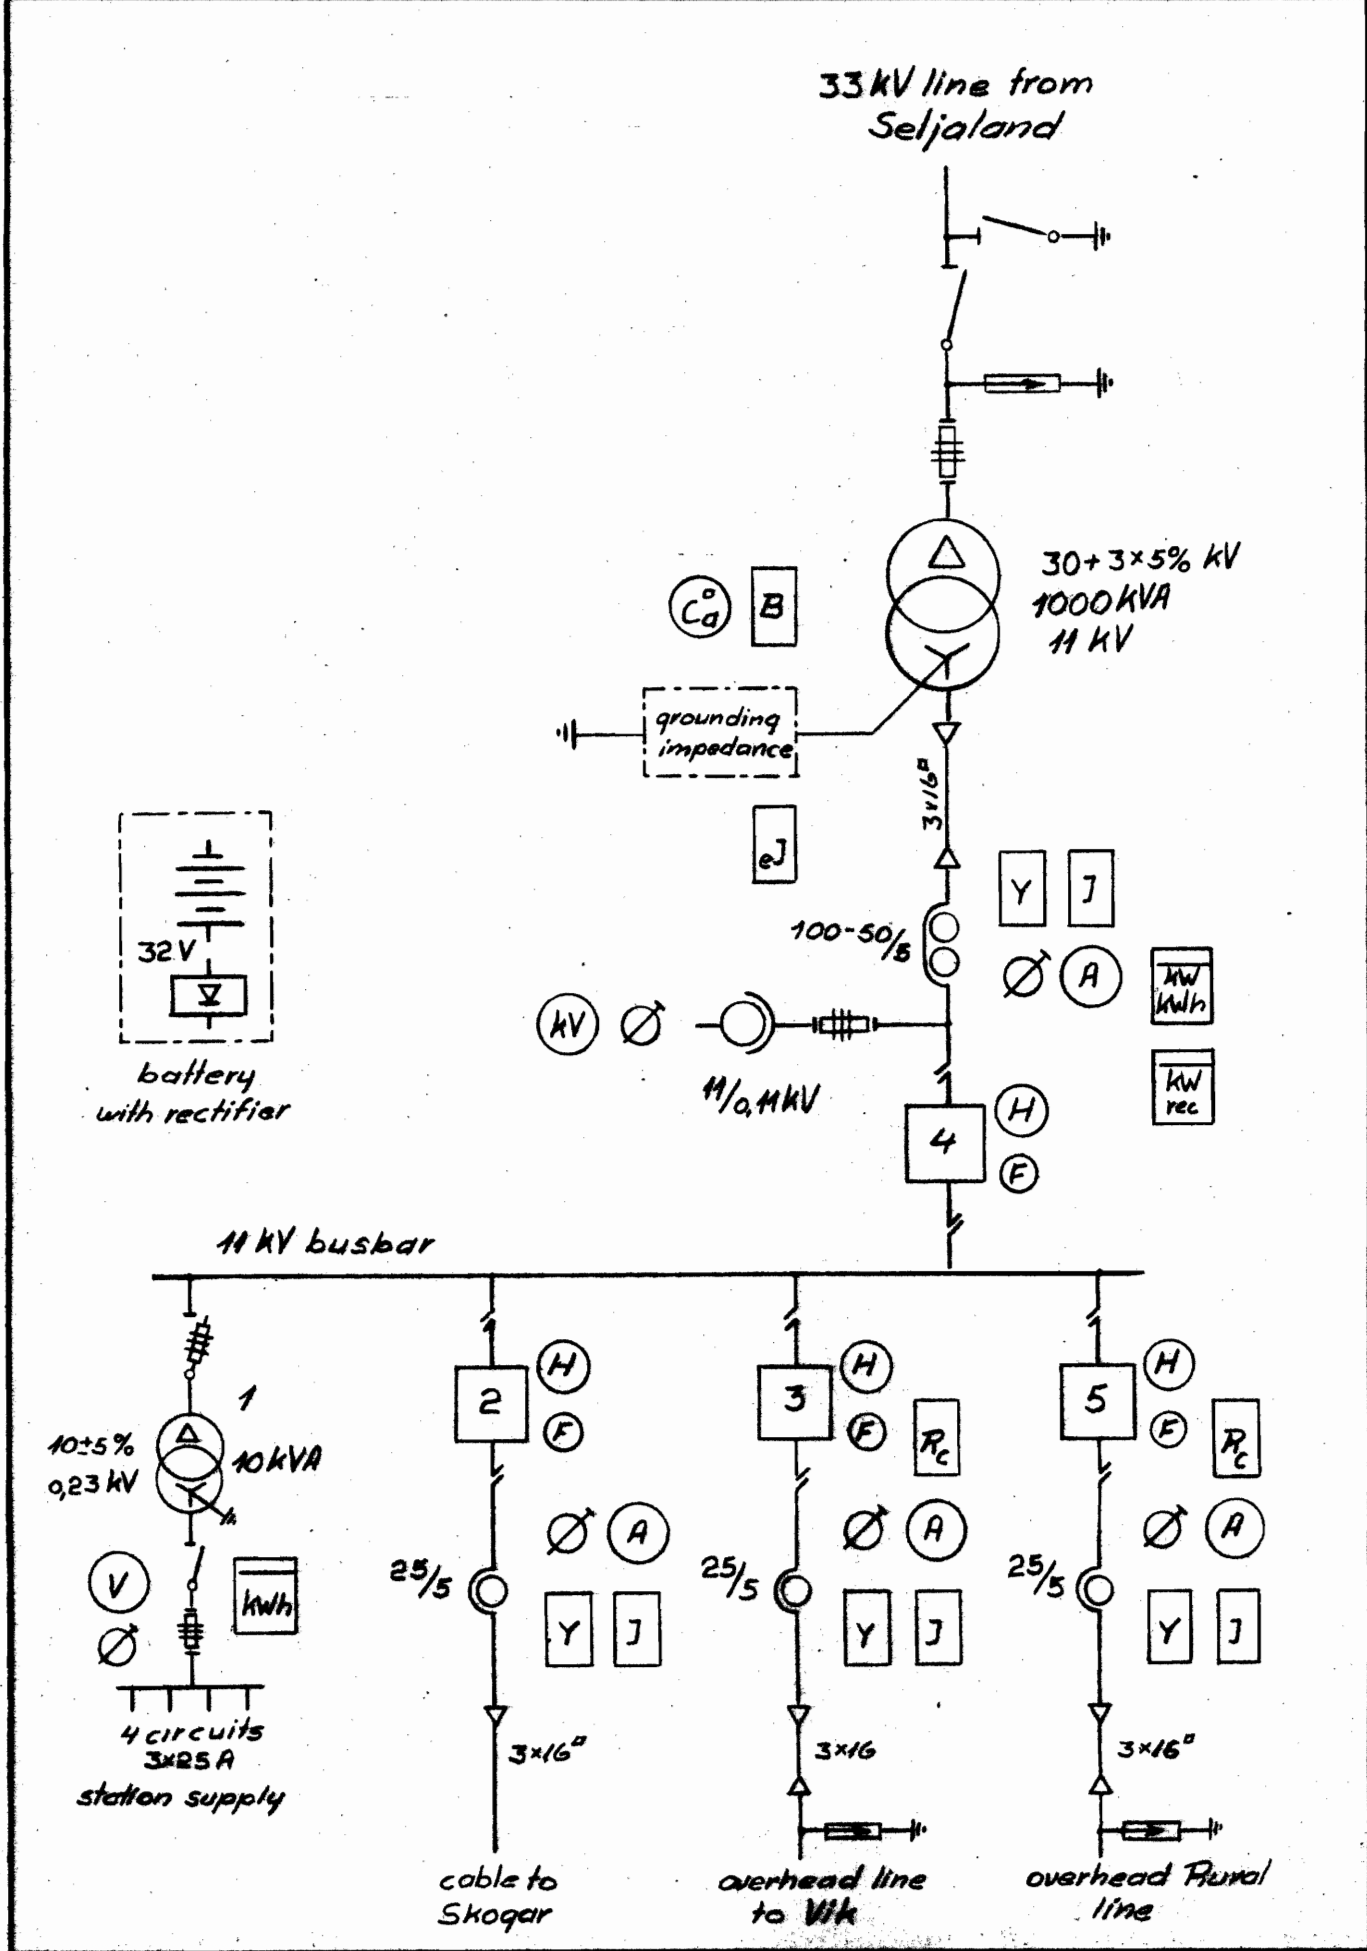 33 kV line from
Seljaland
30+3×5% kV
1000 KVA
11 kV
C°a
B
grounding
impedance
3×16□
eJ
Y
J
100-50/5
A
kW
kWh
32 V
kV
11/0,11 kV
battery
with rectifier
H
kW
rec
4
F
11 kV busbar
1
10±5%
0,23 kV
10 kVA
V
kWh
4 circuits
3×25 A
station supply
2
H
F
A
25/5
Y
J
3×16□
cable to
Skogar
3
H
F
Rc
A
25/5
Y
J
3×16
overhead line
to Vik
5
H
F
Rc
A
25/5
Y
J
3×16□
overhead Rural
line